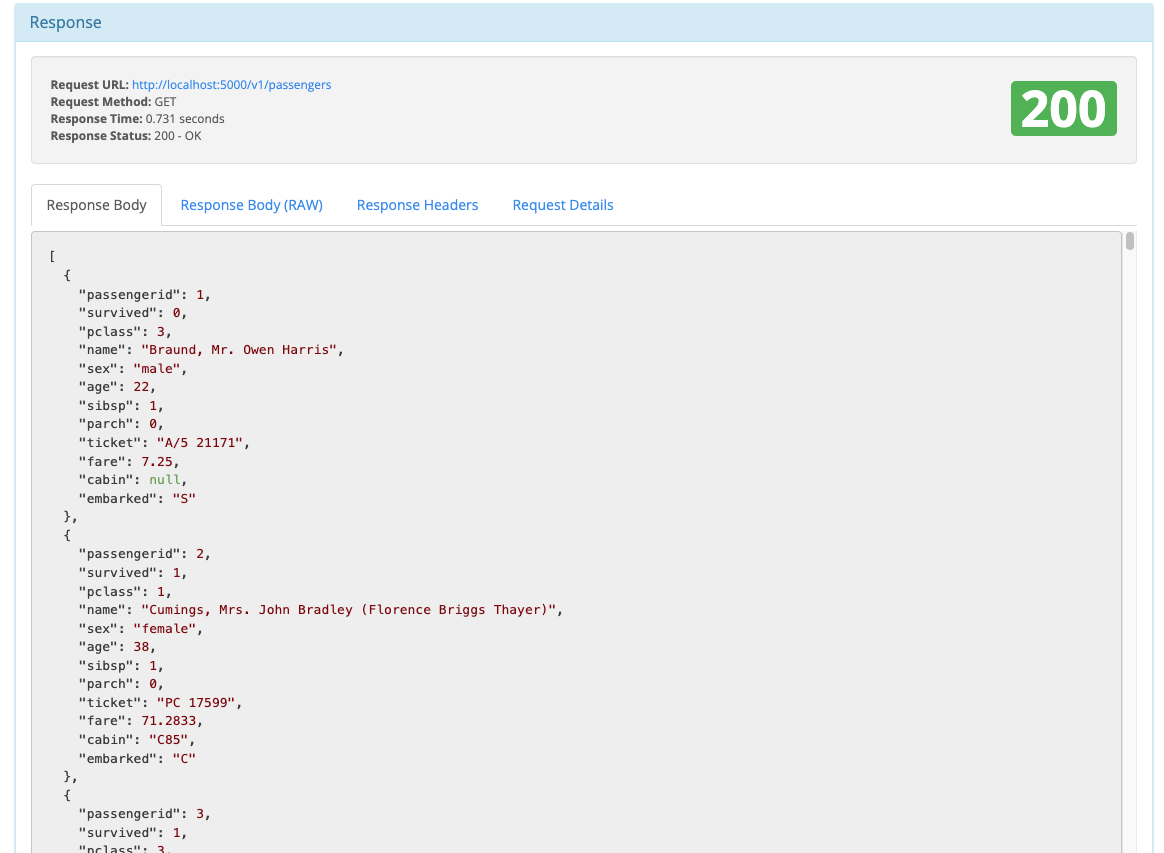 Response
Request URL: http://localhost:5000/v1/passengers
Request Method: GET
Response Time: 0.731 seconds
Response Status: 200 - OK
200
Response Body Response Body (RAW) Response Headers Request Details
[
  {
    "passengerid": 1,
    "survived": 0,
    "pclass": 3,
    "name": "Braund, Mr. Owen Harris",
    "sex": "male",
    "age": 22,
    "sibsp": 1,
    "parch": 0,
    "ticket": "A/5 21171",
    "fare": 7.25,
    "cabin": null,
    "embarked": "S"
  },
  {
    "passengerid": 2,
    "survived": 1,
    "pclass": 1,
    "name": "Cumings, Mrs. John Bradley (Florence Briggs Thayer)",
    "sex": "female",
    "age": 38,
    "sibsp": 1,
    "parch": 0,
    "ticket": "PC 17599",
    "fare": 71.2833,
    "cabin": "C85",
    "embarked": "C"
  },
  {
    "passengerid": 3,
    "survived": 1,
    "pclass": 3,